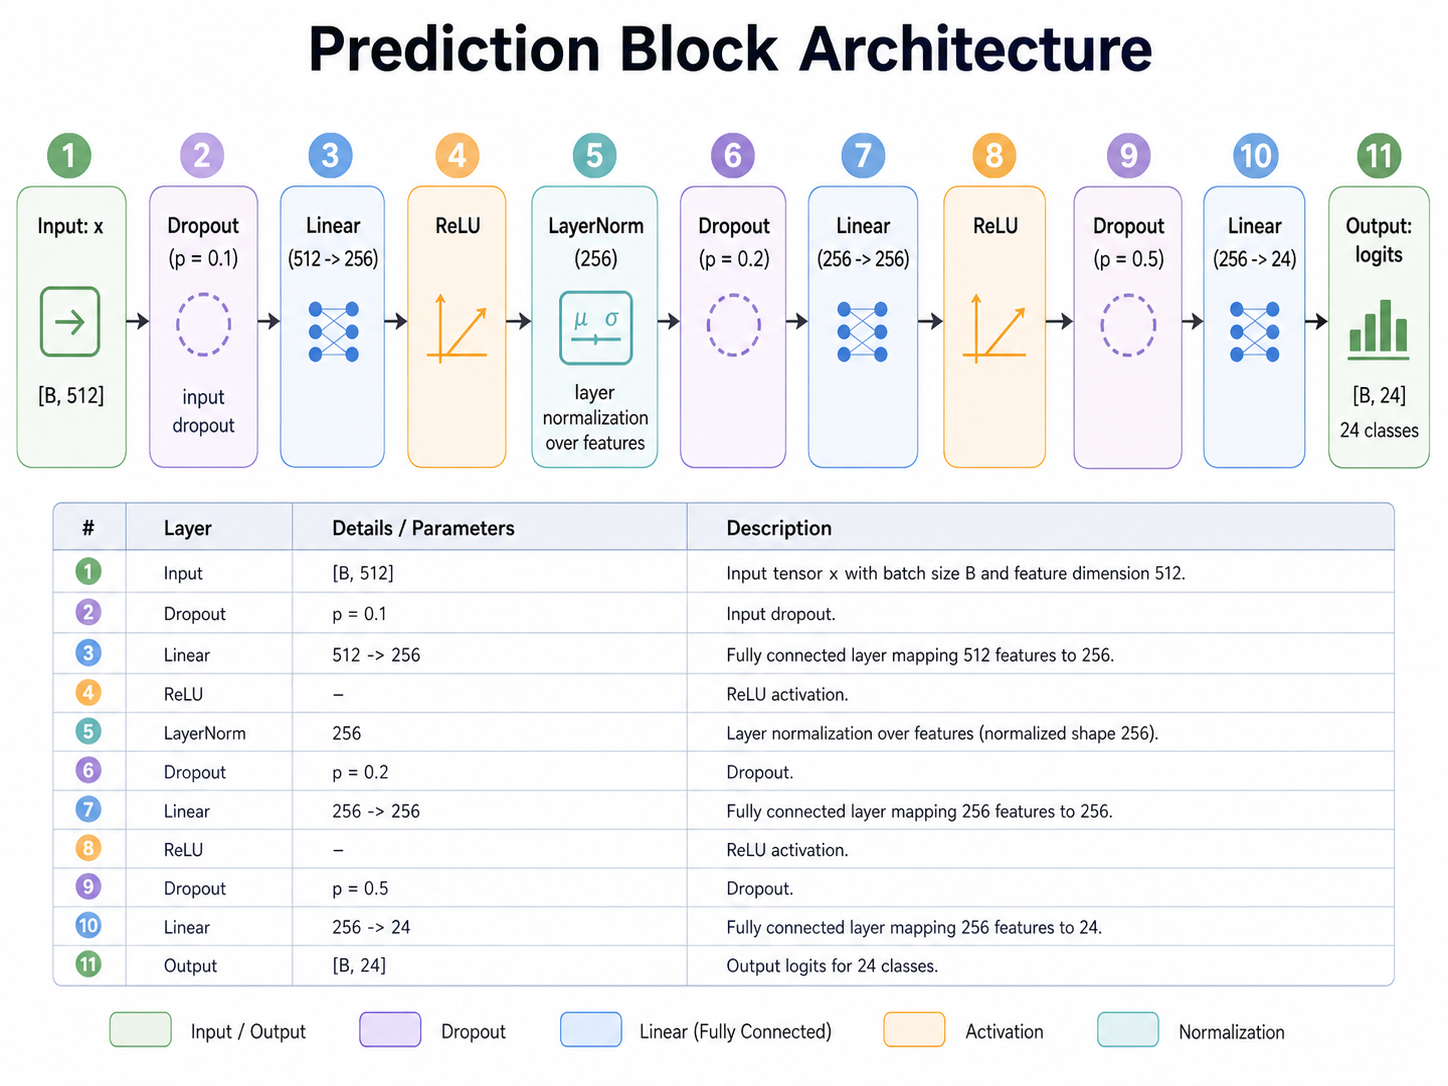 Prediction Block Architecture
1
Input: x
[B, 512]
2
Dropout
(p = 0.1)
input
dropout
3
Linear
(512 -> 256)
4
ReLU
5
LayerNorm
(256)
μ σ
layer
normalization
over features
6
Dropout
(p = 0.2)
7
Linear
(256 -> 256)
8
ReLU
9
Dropout
(p = 0.5)
10
Linear
(256 -> 24)
11
Output:
logits
[B, 24]
24 classes
# Layer Details / Parameters Description
1 Input [B, 512] Input tensor x with batch size B and feature dimension 512.
2 Dropout p = 0.1 Input dropout.
3 Linear 512 -> 256 Fully connected layer mapping 512 features to 256.
4 ReLU – ReLU activation.
5 LayerNorm 256 Layer normalization over features (normalized shape 256).
6 Dropout p = 0.2 Dropout.
7 Linear 256 -> 256 Fully connected layer mapping 256 features to 256.
8 ReLU – ReLU activation.
9 Dropout p = 0.5 Dropout.
10 Linear 256 -> 24 Fully connected layer mapping 256 features to 24.
11 Output [B, 24] Output logits for 24 classes.
Input / Output Dropout Linear (Fully Connected) Activation Normalization